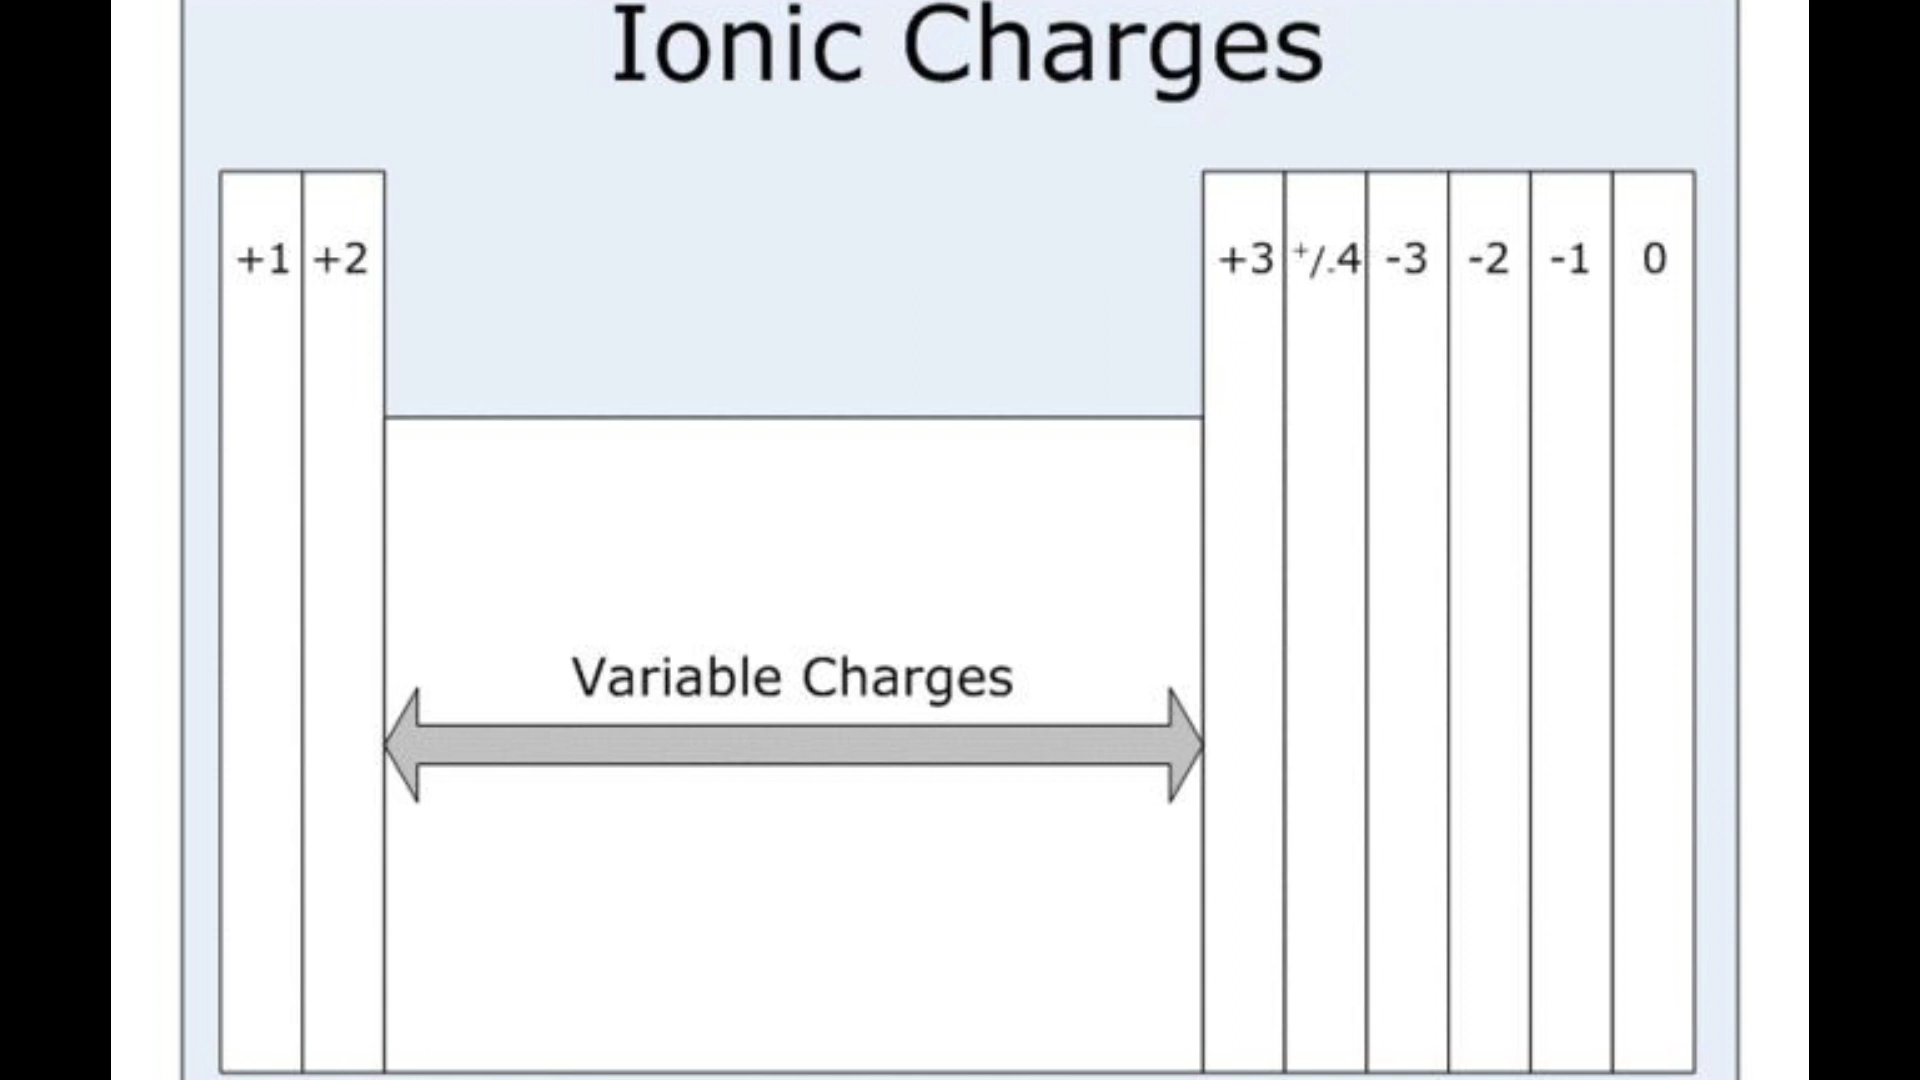 Ionic Charges
+1 +2 +3 +/-4 -3 -2 -1 0
Variable Charges